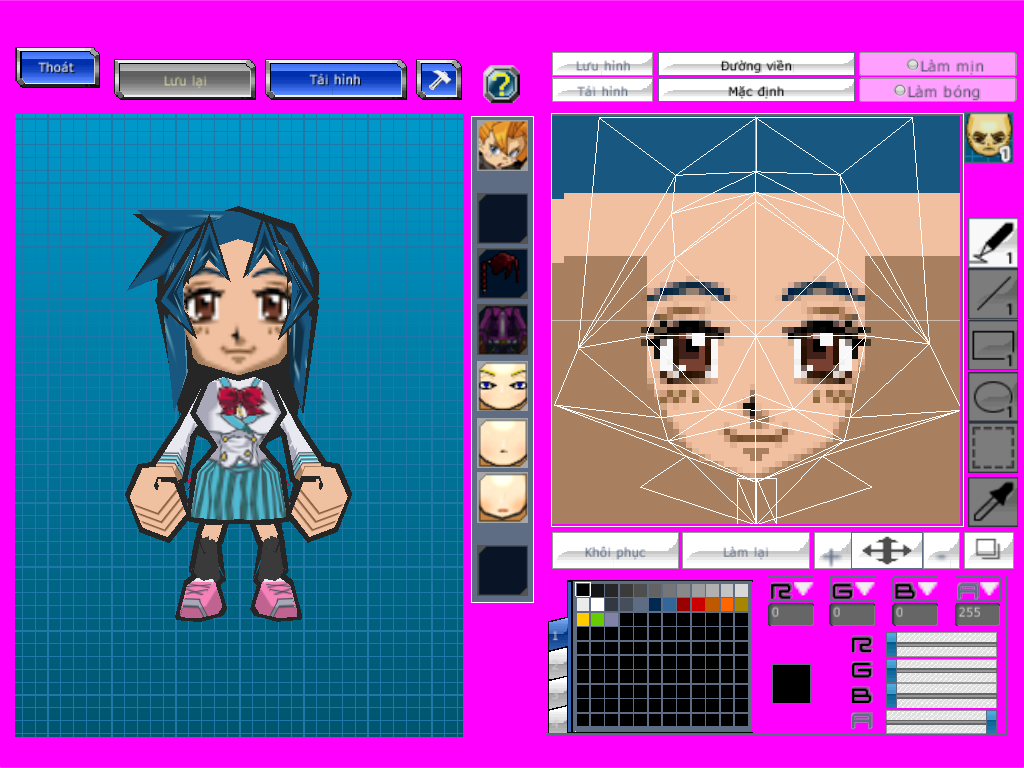 Thoát
Lưu lại
Tải hình
?
Lưu hình
Đường viền
Làm mịn
Tải hình
Mặc định
Làm bóng
1
1
1
1
1
Khôi phục
Làm lại
R G B A
0 0 0 255
1
R
G
B
A